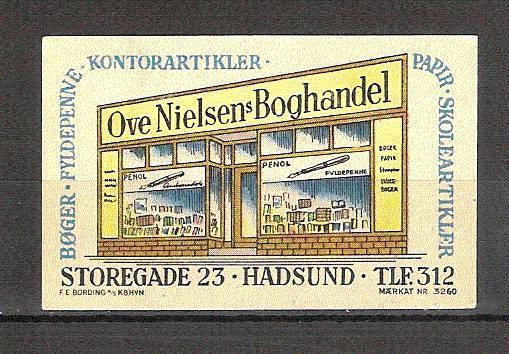 BØGER · FYLDEPENNE · KONTORARTIKLER · PAPIR · SKOLEARTIKLER
Ove Nielsens Boghandel
PENOL
PENOL
FYLDEPENNE
BØGER
PAPIR
BØGER
STOREGADE 23 · HADSUND · TLF. 312
F.E. BORDING A/S KBHVN.
MÆRKAT NR. 3260